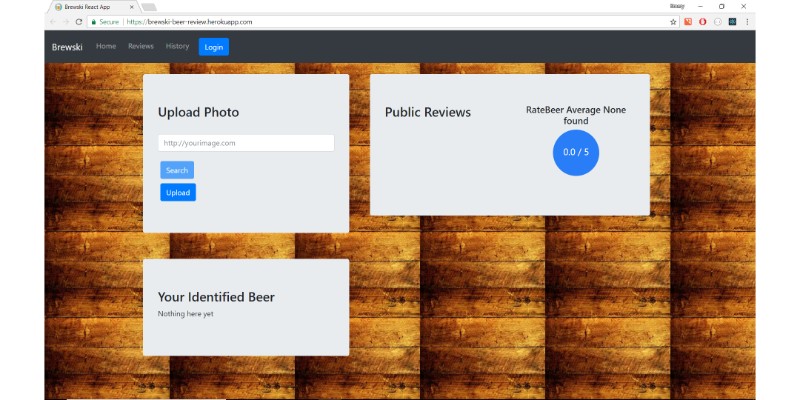 Brewski React App
Secure
https://brewski-beer-review.herokuapp.com
Brewski
Home
Reviews
History
Login
Upload Photo
http://yourimage.com
Search
Upload
Public Reviews
RateBeer Average None
found
0.0 / 5
Your Identified Beer
Nothing here yet